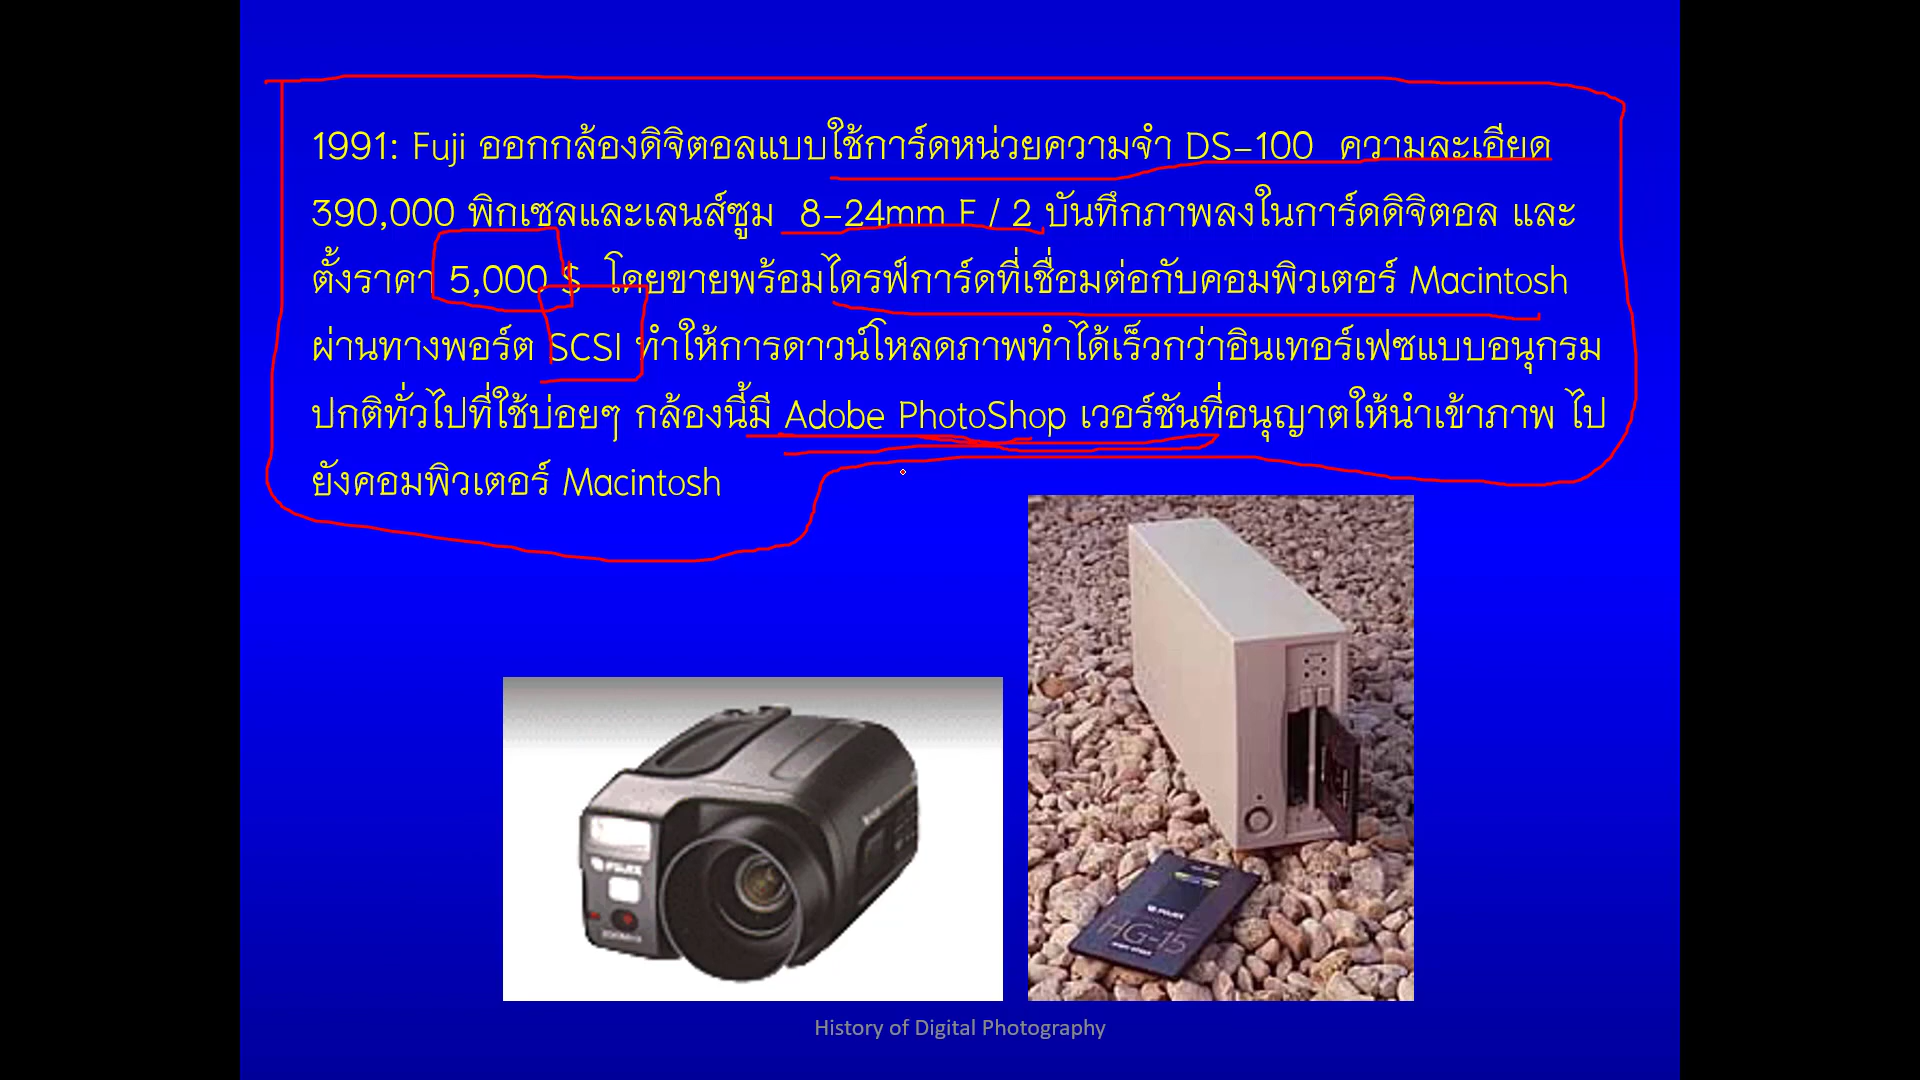 1991: Fuji ออกกล้องดิจิตอลแบบใช้การ์ดหน่วยความจำ DS-100 ความละเอียด
390,000 พิกเซลและเลนส์ซูม 8-24mm F / 2 บันทึกภาพลงในการ์ดดิจิตอล และ
ตั้งราคา 5,000 $ โดยขายพร้อมไดรฟ์การ์ดที่เชื่อมต่อกับคอมพิวเตอร์ Macintosh
ผ่านทางพอร์ต SCSI ทำให้การดาวน์โหลดภาพทำได้เร็วกว่าอินเทอร์เฟซแบบอนุกรม
ปกติทั่วไปที่ใช้บ่อยๆ กล้องนี้มี Adobe PhotoShop เวอร์ชันที่อนุญาตให้นำเข้าภาพ ไป
ยังคอมพิวเตอร์ Macintosh
FUJIX
FUJIX
HG-15
History of Digital Photography